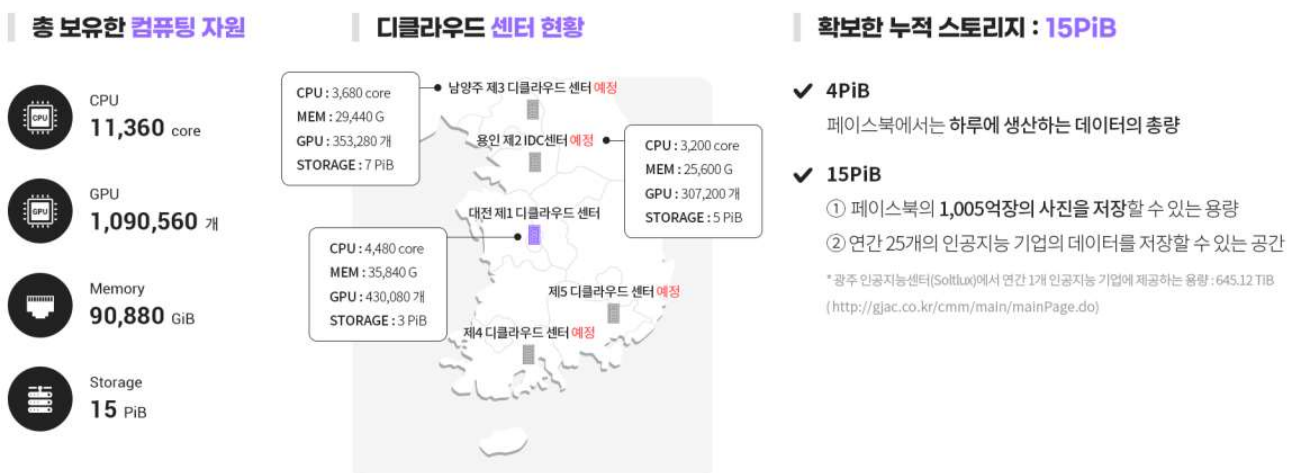 총 보유한 컴퓨팅 자원
CPU
CPU
11,360 core
GPU
GPU
1,090,560 개
Memory
90,880 GiB
Storage
15 PiB
디클라우드 센터 현황
CPU : 3,680 core
MEM : 29,440 G
GPU : 353,280 개
STORAGE : 7 PiB
남양주 제3 디클라우드 센터 예정
용인 제2 IDC센터 예정
CPU : 3,200 core
MEM : 25,600 G
GPU : 307,200 개
STORAGE : 5 PiB
대전 제1 디클라우드 센터
CPU : 4,480 core
MEM : 35,840 G
GPU : 430,080 개
STORAGE : 3 PiB
제5 디클라우드 센터 예정
제4 디클라우드 센터 예정
확보한 누적 스토리지 : 15PiB
4PiB
페이스북에서는 하루에 생산하는 데이터의 총량
15PiB
① 페이스북의 1,005억장의 사진을 저장할 수 있는 용량
② 연간 25개의 인공지능 기업의 데이터를 저장할 수 있는 공간
* 광주 인공지능센터(Soltlux)에서 연간 1개 인공지능 기업에 제공하는 용량 : 645.12 TIB
(http://gjac.co.kr/cmm/main/mainPage.do)